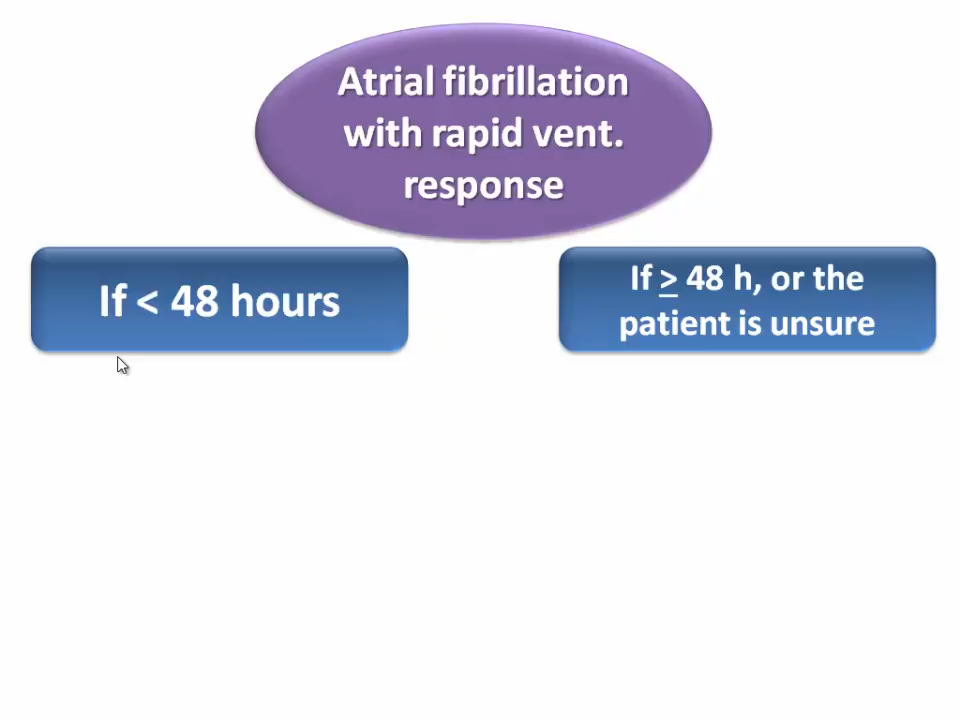 Atrial fibrillation
with rapid vent.
response
If < 48 hours
If ≥ 48 h, or the
patient is unsure